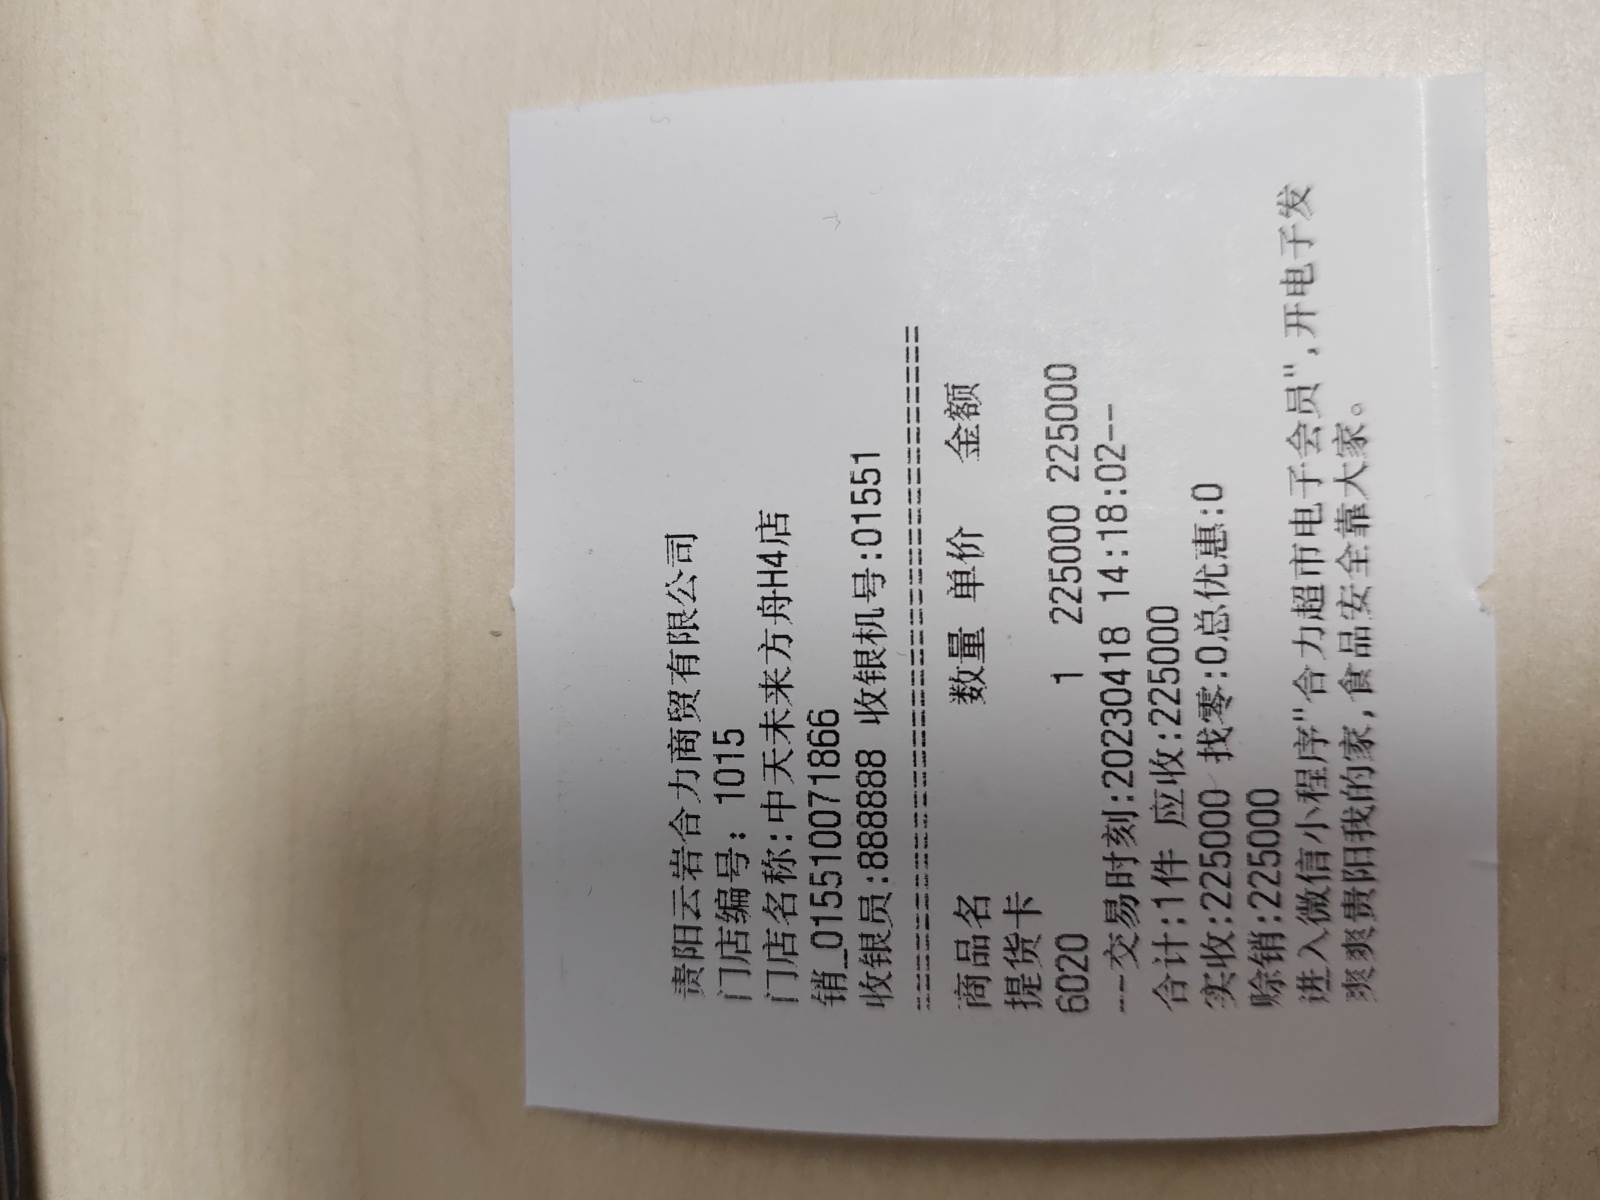 贵阳云岩合力商贸有限公司
门店编号: 1015
门店名称:中天未来方舟H4店
销_015510071866
收银员:888888 收银机号:01551
========================================
商品名 数量 单价 金额
提货卡
6020 1 225000 225000
--交易时刻:20230418 14:18:02--
合计:1件 应收:225000
实收:225000 找零:0总优惠:0
赊销:225000
进入微信小程序"合力超市电子会员",开电子发
爽爽贵阳我的家,食品安全靠大家。